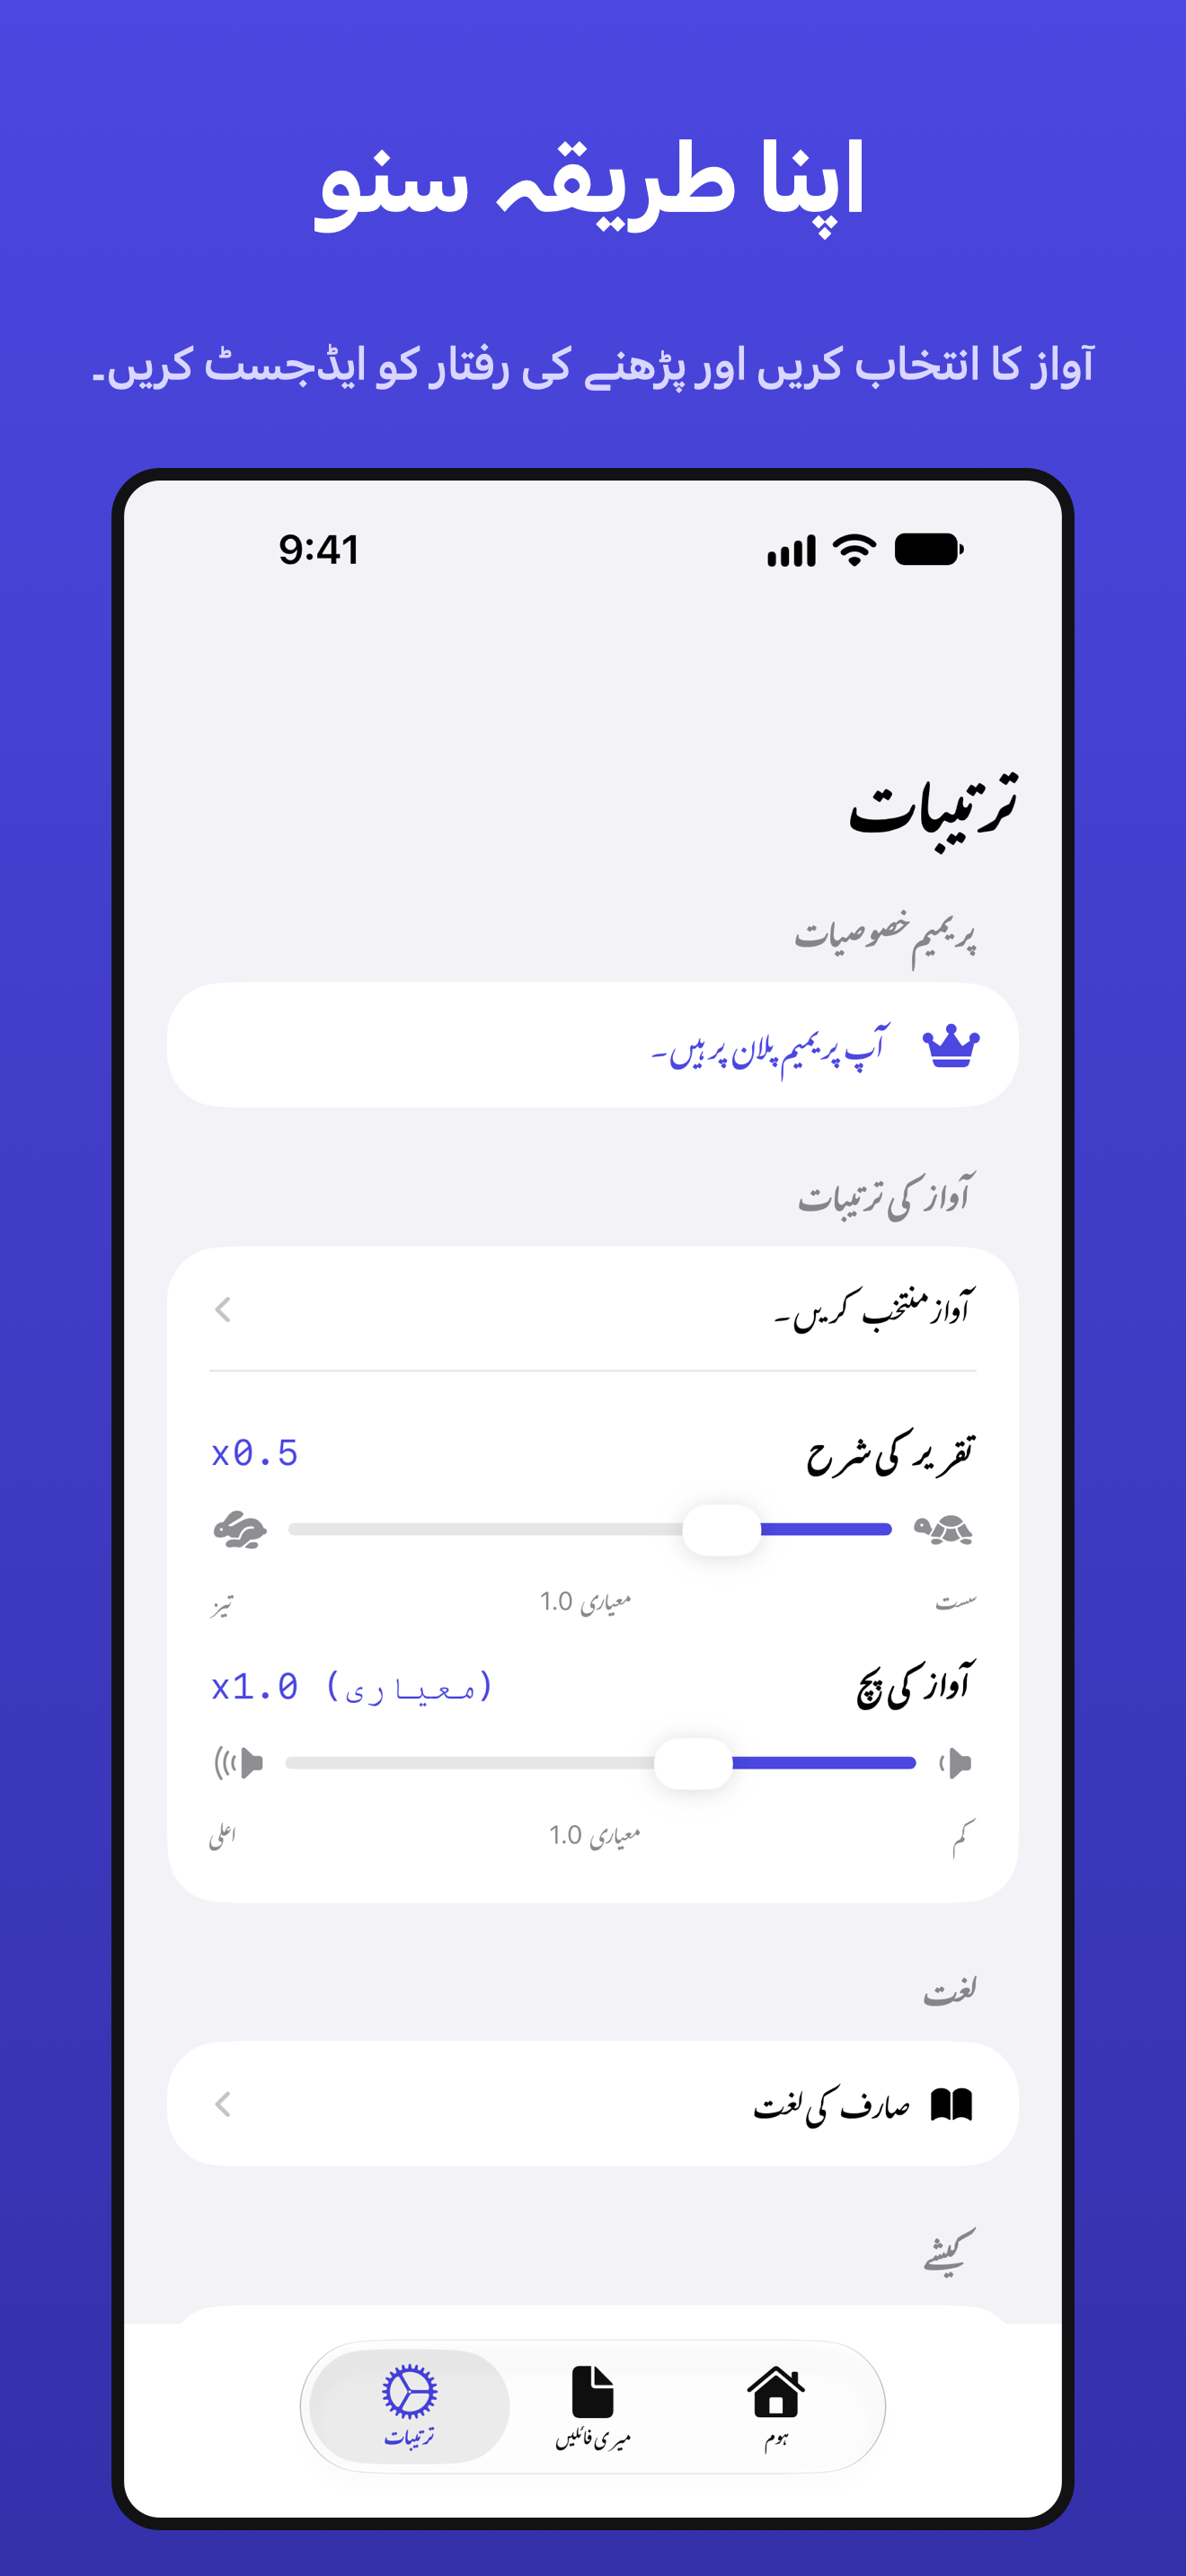 اپنا طریقہ سنو
آواز کا انتخاب کریں اور پڑھنے کی رفتار کو ایڈجسٹ کریں۔
9:41
ترتیبات
پریمیم خصوصیات
آپ پریمیم پلان پر ہیں۔
آواز کی ترتیبات
آواز منتخب کریں۔
تقریر کی شرح x0.5
سست معیاری 1.0 تیز
آواز کی پچ x1.0 (معیاری)
کم معیاری 1.0 اعلی
لغت
صارف کی لغت
کیشے
ہوم میری فائلیں ترتیبات